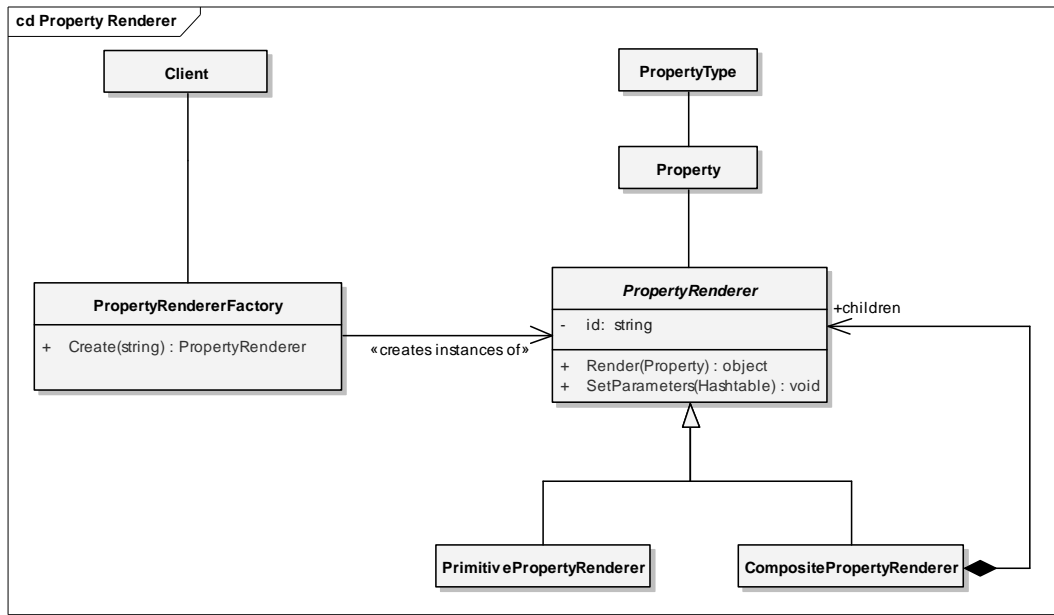 cd Property Renderer
Client
PropertyType
Property
PropertyRendererFactory
+ Create(string) : PropertyRenderer
«creates instances of»
PropertyRenderer
- id: string
+ Render(Property) : object
+ SetParameters(Hashtable) : void
+children
PrimitivePropertyRenderer
CompositePropertyRenderer